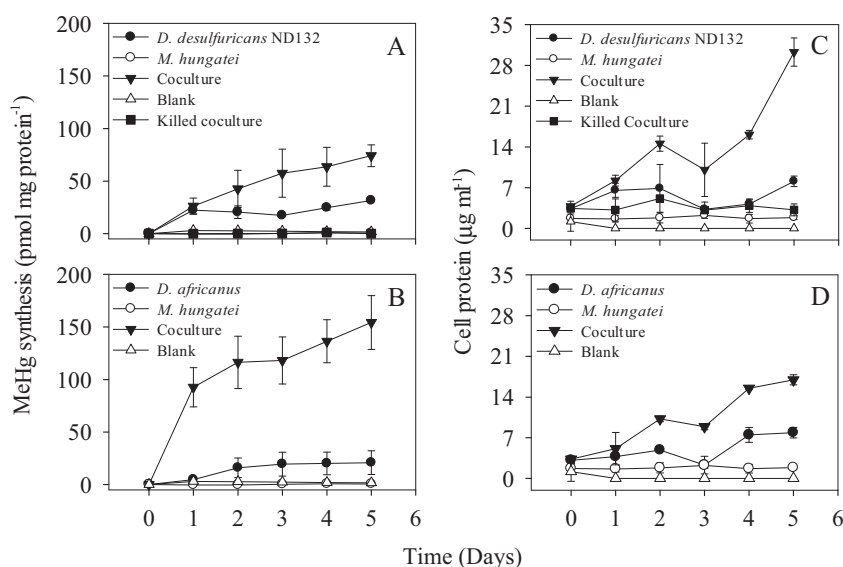 MeHg synthesis (pmol mg protein⁻¹)
200
150
100
50
0
A
D. desulfuricans ND132
M. hungatei
Coculture
Blank
Killed coculture
200
150
100
50
0
B
D. africanus
M. hungatei
Coculture
Blank
0 1 2 3 4 5 6
Cell protein (µg ml⁻¹)
35
28
21
14
7
0
C
D. desulfuricans ND132
M. hungatei
Coculture
Blank
Killed Coculture
35
28
21
14
7
0
D
D. africanus
M. hungatei
Coculture
Blank
0 1 2 3 4 5 6
Time (Days)